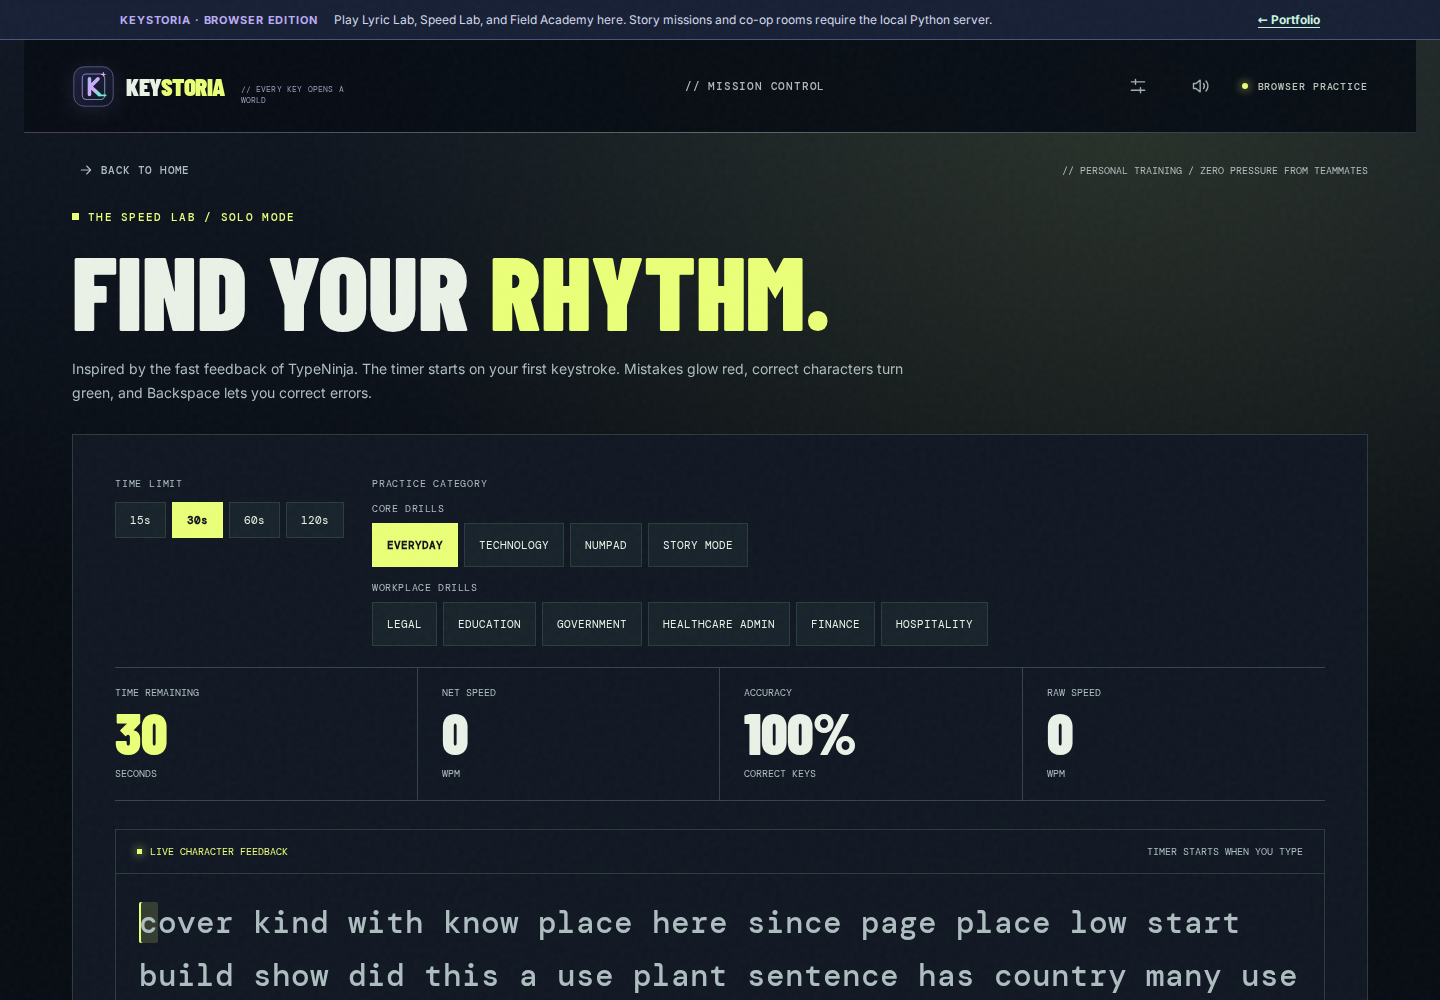 KEYSTORIA · BROWSER EDITION Play Lyric Lab, Speed Lab, and Field Academy here. Story missions and co-op rooms require the local Python server. ← Portfolio
KEYSTORIA // EVERY KEY OPENS A
WORLD
// MISSION CONTROL
BROWSER PRACTICE
→ BACK TO HOME
// PERSONAL TRAINING / ZERO PRESSURE FROM TEAMMATES
THE SPEED LAB / SOLO MODE
FIND YOUR RHYTHM.
Inspired by the fast feedback of TypeNinja. The timer starts on your first keystroke. Mistakes glow red, correct characters turn
green, and Backspace lets you correct errors.
TIME LIMIT
15s 30s 60s 120s
PRACTICE CATEGORY
CORE DRILLS
EVERYDAY TECHNOLOGY NUMPAD STORY MODE
WORKPLACE DRILLS
LEGAL EDUCATION GOVERNMENT HEALTHCARE ADMIN FINANCE HOSPITALITY
TIME REMAINING
30
SECONDS
NET SPEED
0
WPM
ACCURACY
100%
CORRECT KEYS
RAW SPEED
0
WPM
LIVE CHARACTER FEEDBACK
TIMER STARTS WHEN YOU TYPE
cover kind with know place here since page place low start
build show did this a use plant sentence has country many use